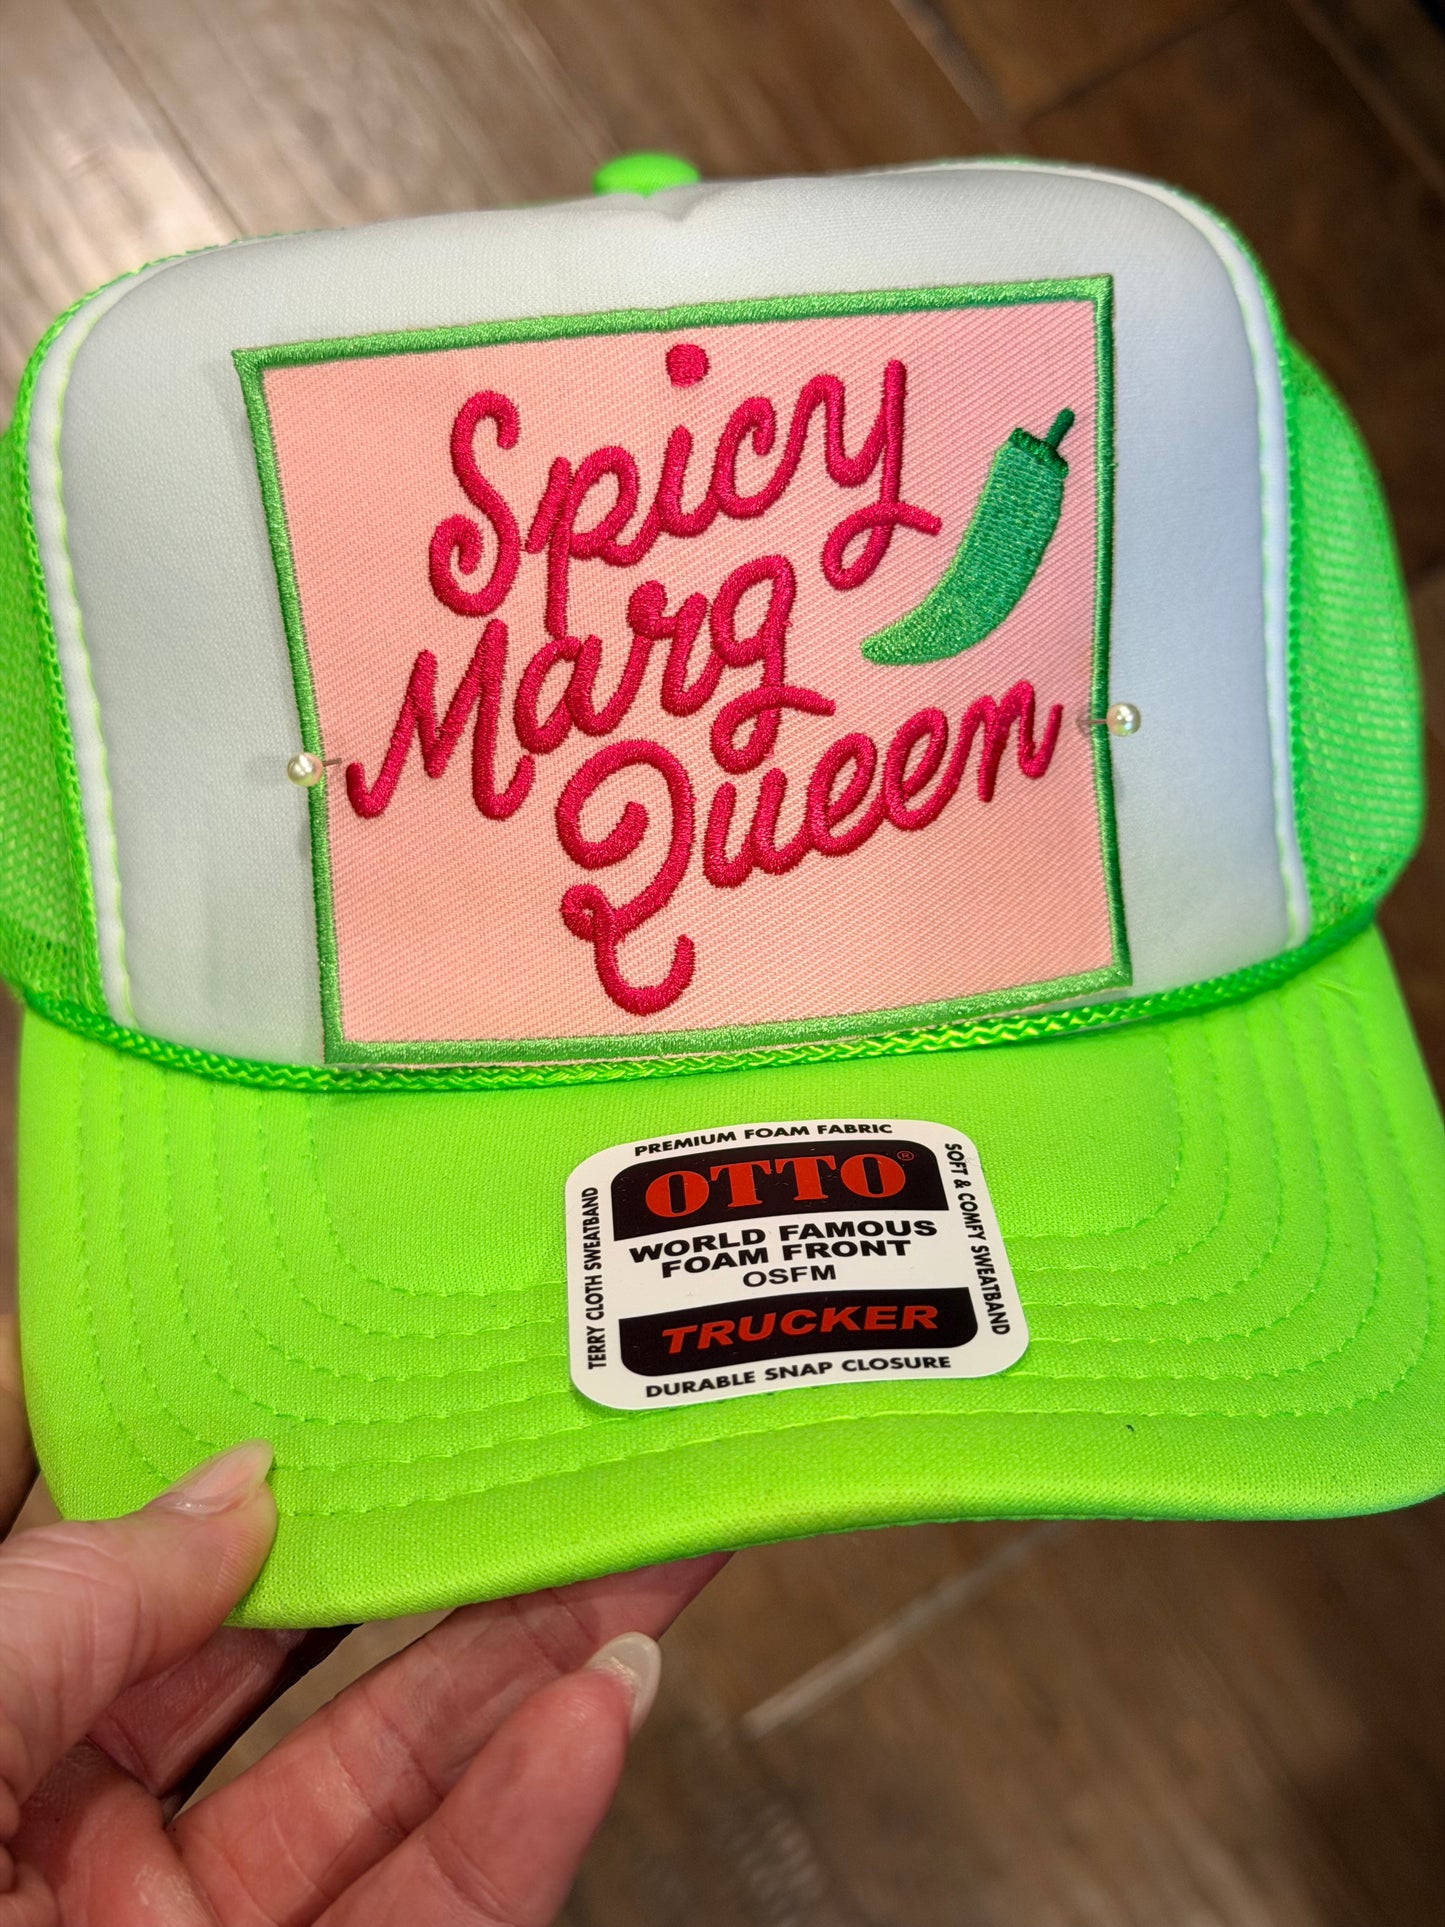 Spicy
Marg
Queen
PREMIUM FOAM FABRIC
OTTO®
WORLD FAMOUS
FOAM FRONT
OSFM
TRUCKER
DURABLE SNAP CLOSURE
TERRY CLOTH SWEATBAND
SOFT & COMFY SWEATBAND